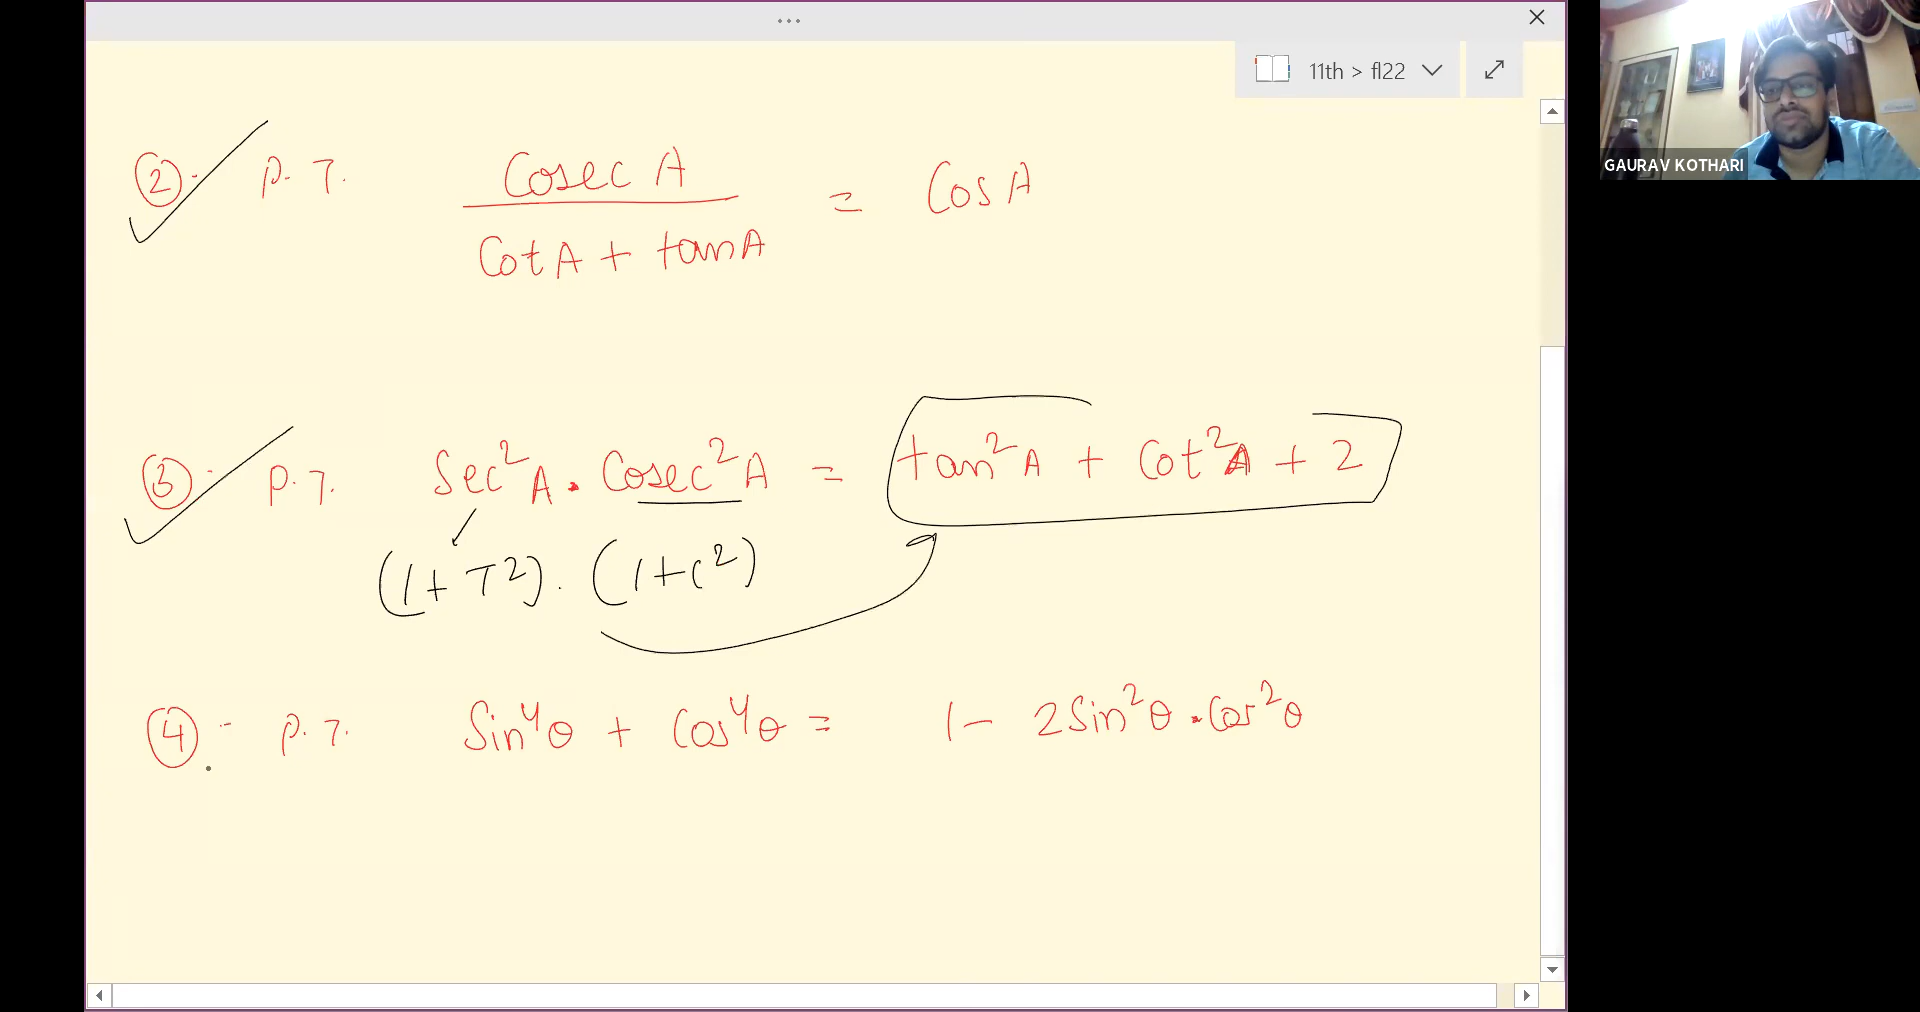 11th > fl22
GAURAV KOTHARI
② :- P.T. Cosec A / Cot A + tan A = Cos A
③ :- P.T. Sec²A . Cosec²A = tan²A + Cot²A + 2
(1+T²) . (1+c²)
④ :- P.T. Sin⁴θ + Cos⁴θ = 1 - 2Sin²θ . Cos²θ